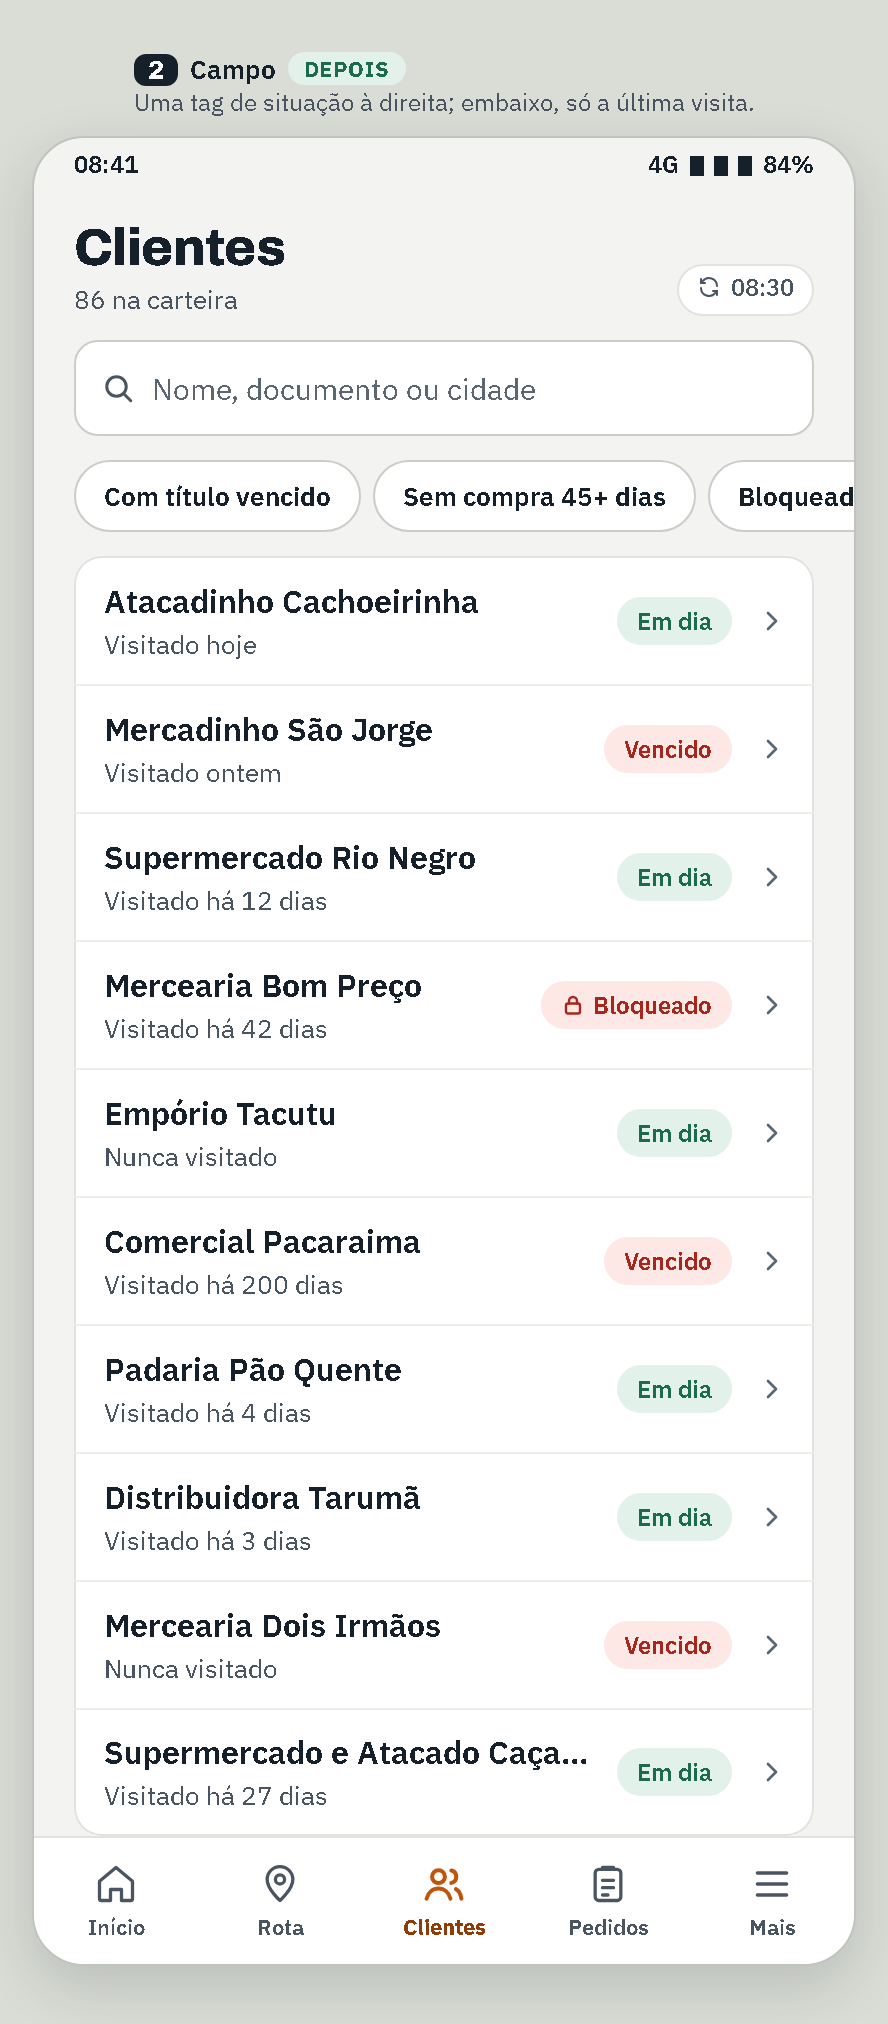 2 Campo DEPOIS
Uma tag de situação à direita; embaixo, só a última visita.
08:41 4G 84%
Clientes
86 na carteira
08:30
Nome, documento ou cidade
Com título vencido Sem compra 45+ dias Bloquead
Atacadinho Cachoeirinha
Visitado hoje
Em dia
Mercadinho São Jorge
Visitado ontem
Vencido
Supermercado Rio Negro
Visitado há 12 dias
Em dia
Mercearia Bom Preço
Visitado há 42 dias
Bloqueado
Empório Tacutu
Nunca visitado
Em dia
Comercial Pacaraima
Visitado há 200 dias
Vencido
Padaria Pão Quente
Visitado há 4 dias
Em dia
Distribuidora Tarumã
Visitado há 3 dias
Em dia
Mercearia Dois Irmãos
Nunca visitado
Vencido
Supermercado e Atacado Caça...
Visitado há 27 dias
Em dia
Início Rota Clientes Pedidos Mais